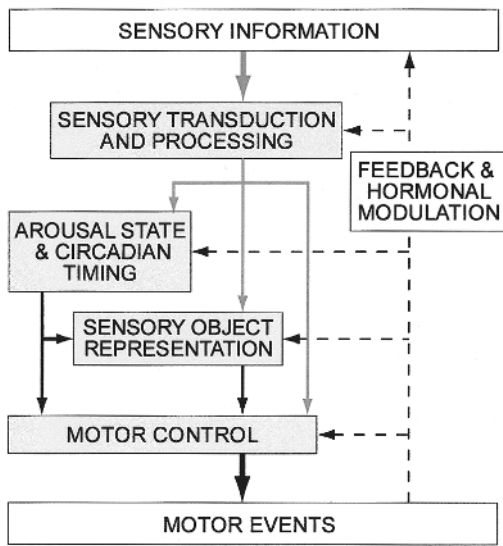 SENSORY INFORMATION
SENSORY TRANSDUCTION
AND PROCESSING
FEEDBACK &
HORMONAL
MODULATION
AROUSAL STATE
& CIRCADIAN
TIMING
SENSORY OBJECT
REPRESENTATION
MOTOR CONTROL
MOTOR EVENTS